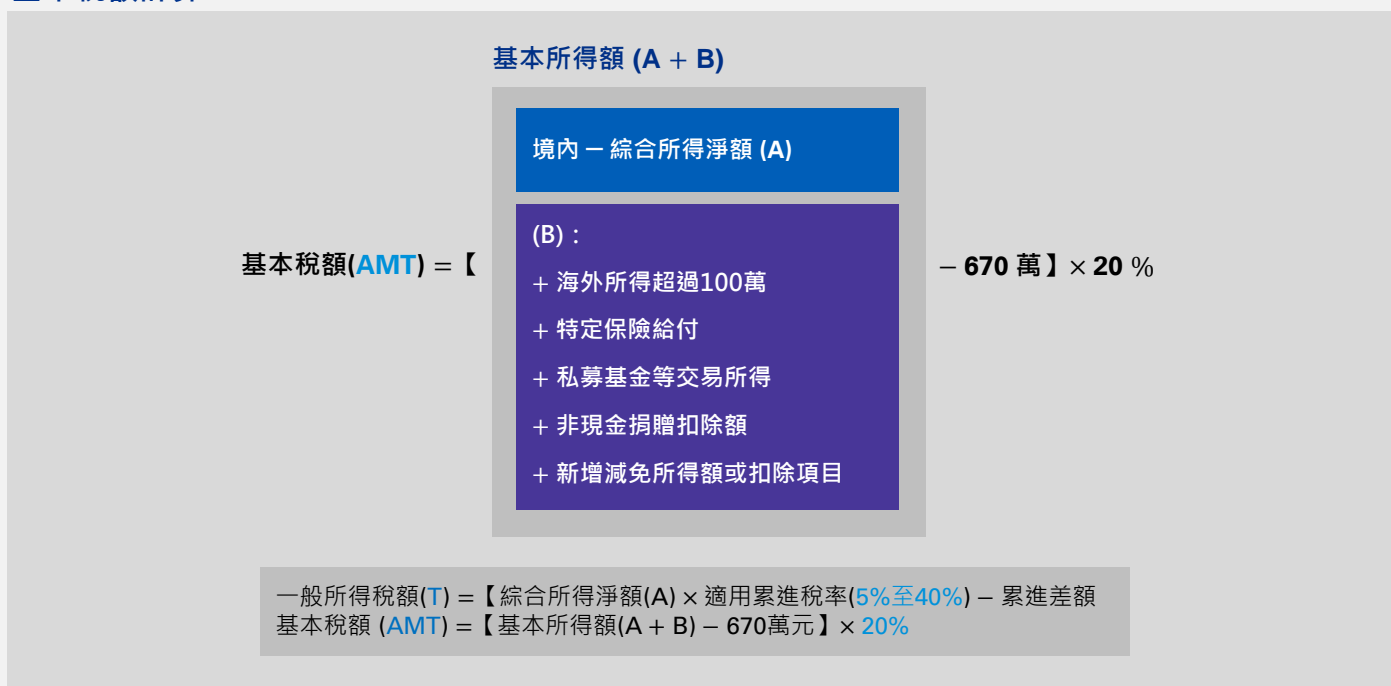 基本所得額 (A + B)
境內 － 綜合所得淨額 (A)
(B)：
+ 海外所得超過100萬
+ 特定保險給付
+ 私募基金等交易所得
+ 非現金捐贈扣除額
+ 新增減免所得額或扣除項目
基本稅額(AMT) =【
− 670 萬】× 20 %
一般所得稅額(T) =【綜合所得淨額(A) × 適用累進稅率(5%至40%) − 累進差額
基本稅額 (AMT) =【基本所得額(A + B) − 670萬元】× 20%